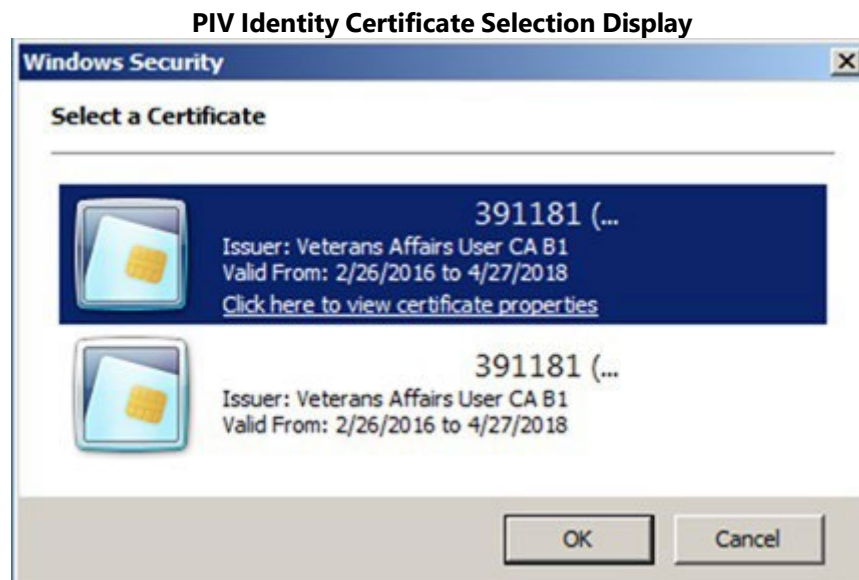 PIV Identity Certificate Selection Display
Windows Security
Select a Certificate
391181 (...
Issuer: Veterans Affairs User CA B1
Valid From: 2/26/2016 to 4/27/2018
Click here to view certificate properties
391181 (...
Issuer: Veterans Affairs User CA B1
Valid From: 2/26/2016 to 4/27/2018
OK Cancel